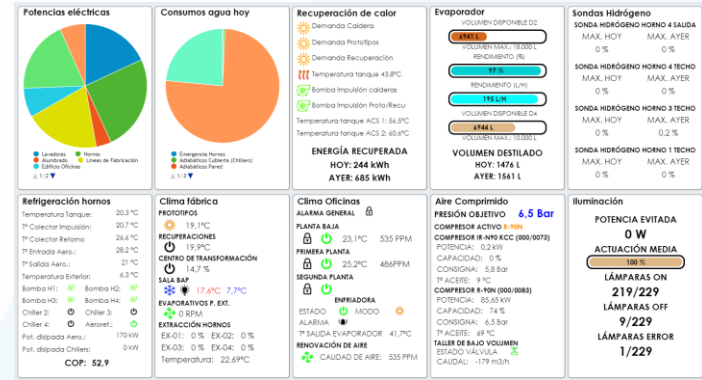 Potencias eléctricas
Lavadoras
Hornos
Alumbrado
Líneas de Fabricación
Edificio Oficinas
1/2
Consumos agua hoy
Emergencia Hornos
Adiabáticos Cubierta (Chillers)
Adiabáticos Pared
1/3
Recuperación de calor
Demanda Caldera
Demanda Prototipos
Demanda Recuperación
Temperatura tanque 43,8ºC
Bomba Impulsión calderas
Bomba Impulsión Proto/Recu
Temperatura tanque ACS 1: 56,5ºC
Temperatura tanque ACS 2: 60,6ºC
ENERGÍA RECUPERADA
HOY: 244 kWh
AYER: 685 kWh
Evaporador
VOLUMEN DISPONIBLE D2
6941 L
VOLUMEN MAX.: 18.000 L
RENDIMIENTO (%)
97 %
RENDIMIENTO (L/H)
195 L/H
VOLUMEN DISPONIBLE D4
6944 L
VOLUMEN MAX.: 10.000 L
VOLUMEN DESTILADO
HOY: 1476 L
AYER: 1561 L
Sondas Hidrógeno
SONDA HIDRÓGENO HORNO 4 SALIDA
MAX. HOY MAX. AYER
0 % 0 %
SONDA HIDRÓGENO HORNO 4 TECHO
MAX. HOY MAX. AYER
0 % 0 %
SONDA HIDRÓGENO HORNO 3 TECHO
MAX. HOY MAX. AYER
0 % 0,2 %
SONDA HIDRÓGENO HORNO 1 TECHO
MAX. HOY MAX. AYER
0 % 0 %
Refrigeración hornos
Temperatura Tanque: 20,3 ºC
Tª Colector Impulsión: 20,7 ºC
Tª Colector Retorno 26,6 ºC
Tª Entrada Aero.: 28,2 ºC
Tª Salida Aero.: 21 ºC
Temperatura Exterior: 6,3 ºC
Bomba H1: Bomba H2:
Bomba H3: Bomba H4:
Chiller 2: Chiller 3:
Chiller 4: Aeroref.:
Pot. disipada Aero.: 170 kW
Pot. disipada Chillers: 0 kW
COP: 52,9
Clima fábrica
PROTOTIPOS
19,1ºC
RECUPERACIONES
19,9ºC
CENTRO DE TRANSFORMACIÓN
14,7 %
SALA BAP
17,6ºC 7,7ºC
EVAPORATIVOS P. EXT.
0 RPM
EXTRACCIÓN HORNOS
EX-01: 0 % EX-02: 0 %
EX-03: 0 % EX-04: 0 %
Temperatura: 22,69ºC
Clima Oficinas
ALARMA GENERAL
PLANTA BAJA
23,1ºC 535 PPM
PRIMERA PLANTA
25,2ºC 486PPM
SEGUNDA PLANTA
ENFRIADORA
ESTADO MODO
ALARMA
Tª SALIDA EVAPORADOR 41,7ºC
RENOVACIÓN DE AIRE
CAUDAD DE AIRE: 535 PPM
Aire Comprimido
PRESIÓN OBJETIVO 6,5 Bar
COMPRESOR ACTIVO R-90N
COMPRESOR IR-N90 KCC (000/0073)
POTENCIA: 0,2 kW
CAPACIDAD: 0 %
CONSIGNA: 5,8 Bar
Tª ACEITE: 9 ºC
COMPRESOR R-90N (000/0083)
POTENCIA: 85,65 kW
CAPACIDAD: 74 %
CONSIGNA: 6,5 Bar
Tª ACEITE: 69 ºC
TALLER DE BAJO VOLUMEN
ESTADO VÁLVULA
CAUDAL: -179 m3/h
Iluminación
POTENCIA EVITADA
0 W
ACTUACIÓN MEDIA
100 %
LÁMPARAS ON
219/229
LÁMPARAS OFF
9/229
LÁMPARAS ERROR
1/229